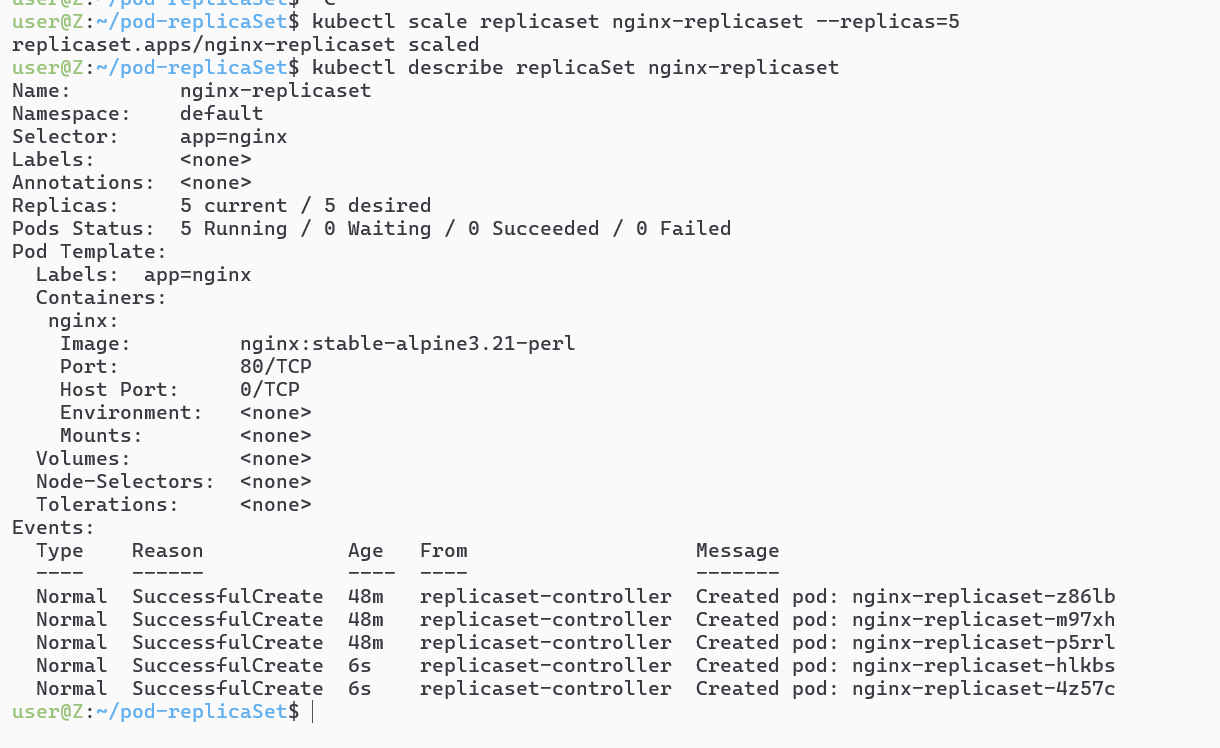 user@Z:~/pod-replicaSet$ ^C
user@Z:~/pod-replicaSet$ kubectl scale replicaset nginx-replicaset --replicas=5
replicaset.apps/nginx-replicaset scaled
user@Z:~/pod-replicaSet$ kubectl describe replicaSet nginx-replicaset
Name:         nginx-replicaset
Namespace:    default
Selector:     app=nginx
Labels:       <none>
Annotations:  <none>
Replicas:     5 current / 5 desired
Pods Status:  5 Running / 0 Waiting / 0 Succeeded / 0 Failed
Pod Template:
  Labels:  app=nginx
  Containers:
   nginx:
    Image:         nginx:stable-alpine3.21-perl
    Port:          80/TCP
    Host Port:     0/TCP
    Environment:   <none>
    Mounts:        <none>
  Volumes:         <none>
  Node-Selectors:  <none>
  Tolerations:     <none>
Events:
  Type    Reason            Age   From                   Message
  ----    ------            ----  ----                   -------
  Normal  SuccessfulCreate  48m   replicaset-controller  Created pod: nginx-replicaset-z86lb
  Normal  SuccessfulCreate  48m   replicaset-controller  Created pod: nginx-replicaset-m97xh
  Normal  SuccessfulCreate  48m   replicaset-controller  Created pod: nginx-replicaset-p5rrl
  Normal  SuccessfulCreate  6s    replicaset-controller  Created pod: nginx-replicaset-hlkbs
  Normal  SuccessfulCreate  6s    replicaset-controller  Created pod: nginx-replicaset-4z57c
user@Z:~/pod-replicaSet$